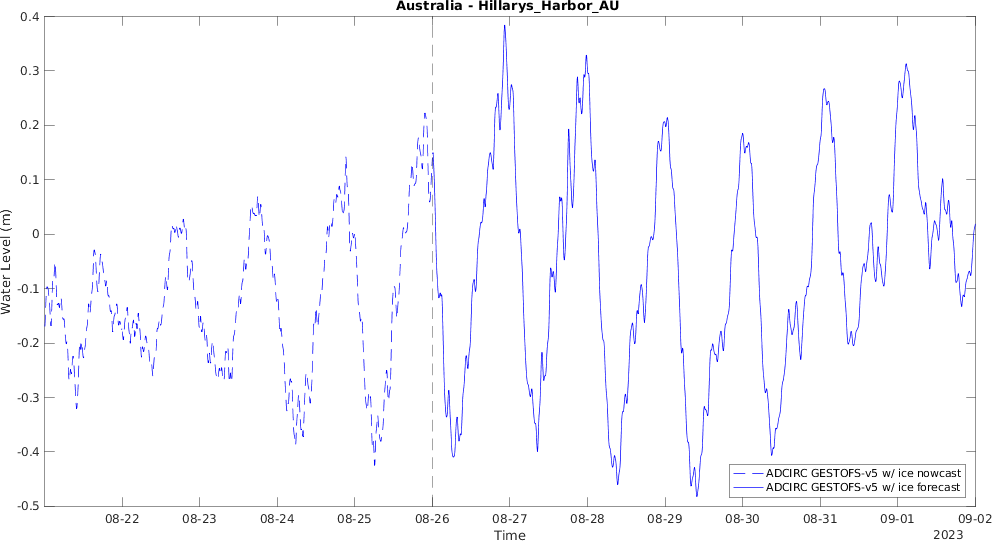 Australia - Hillarys_Harbor_AU
Water Level (m)
0.4
0.3
0.2
0.1
0
-0.1
-0.2
-0.3
-0.4
-0.5
ADCIRC GESTOFS-v5 w/ ice nowcast
ADCIRC GESTOFS-v5 w/ ice forecast
08-22 08-23 08-24 08-25 08-26 08-27 08-28 08-29 08-30 08-31 09-01 09-02
Time
2023